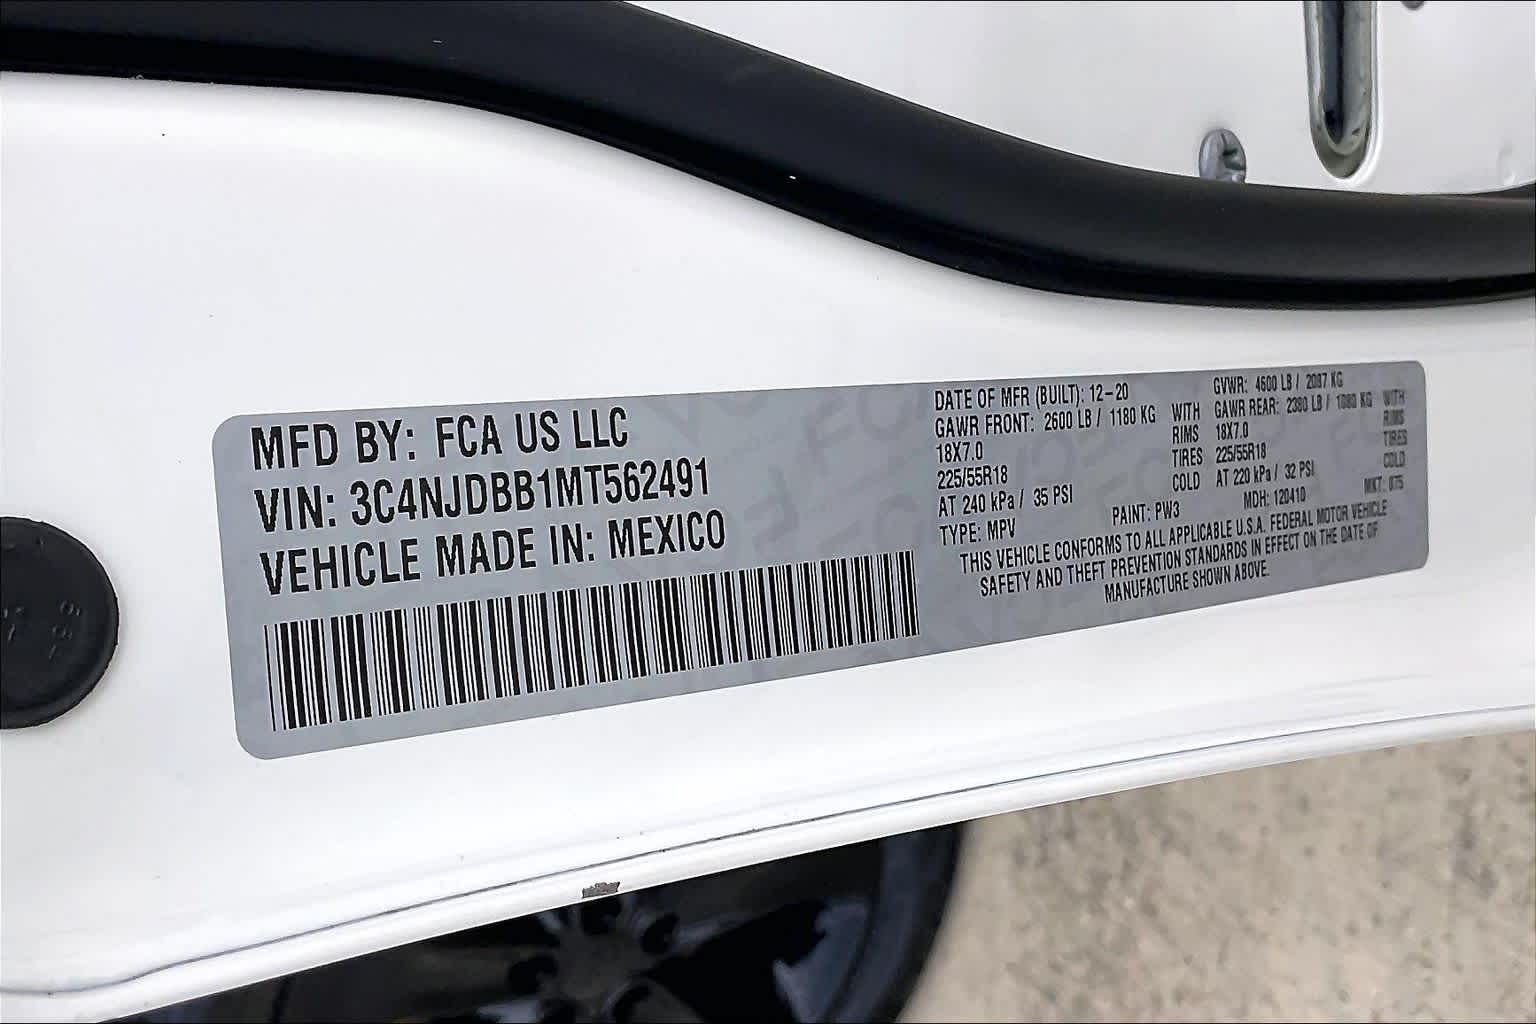 MFD BY: FCA US LLC
VIN: 3C4NJDBB1MT562491
VEHICLE MADE IN: MEXICO
DATE OF MFR (BUILT): 12-20
GAWR FRONT: 2600 LB / 1180 KG WITH
18X7.0 RIMS
225/55R18 TIRES
AT 240 kPa / 35 PSI COLD
TYPE: MPV
GVWR: 4600 LB / 2087 KG
GAWR REAR: 2380 LB / 1080 KG WITH
18X7.0 RIMS
225/55R18 TIRES
AT 220 kPa / 32 PSI COLD
PAINT: PW3 MDH: 120410 MKT: 075
THIS VEHICLE CONFORMS TO ALL APPLICABLE U.S.A. FEDERAL MOTOR VEHICLE
SAFETY AND THEFT PREVENTION STANDARDS IN EFFECT ON THE DATE OF
MANUFACTURE SHOWN ABOVE.